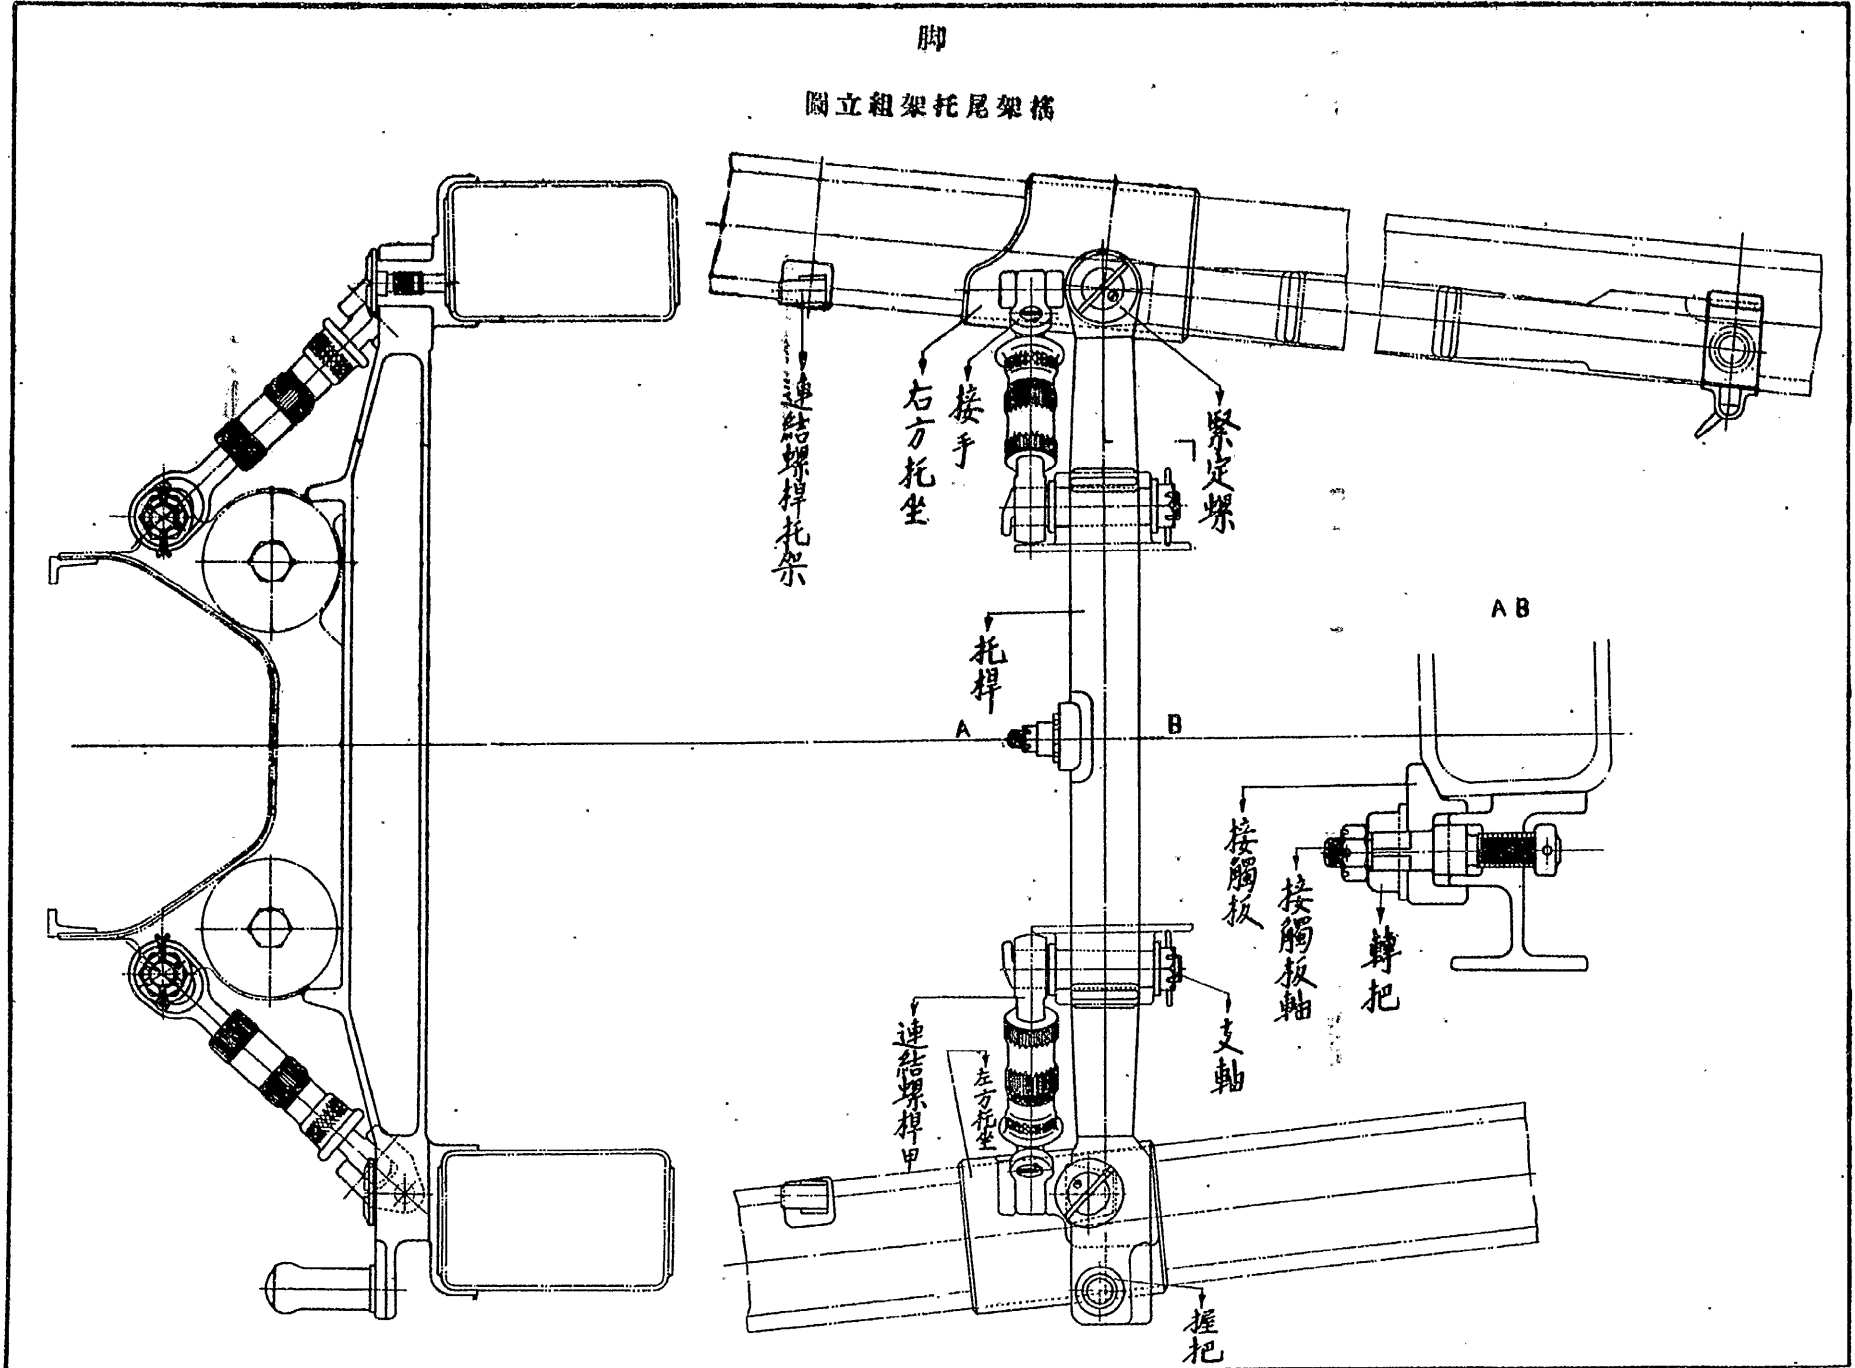 脚
圖立組架托尾架搖
連結螺桿托架
右方托坐
接手
緊定螺
托桿
A
B
A B
接觸板
接觸板軸
轉把
支軸
連結螺桿甲
左方托坐
握把